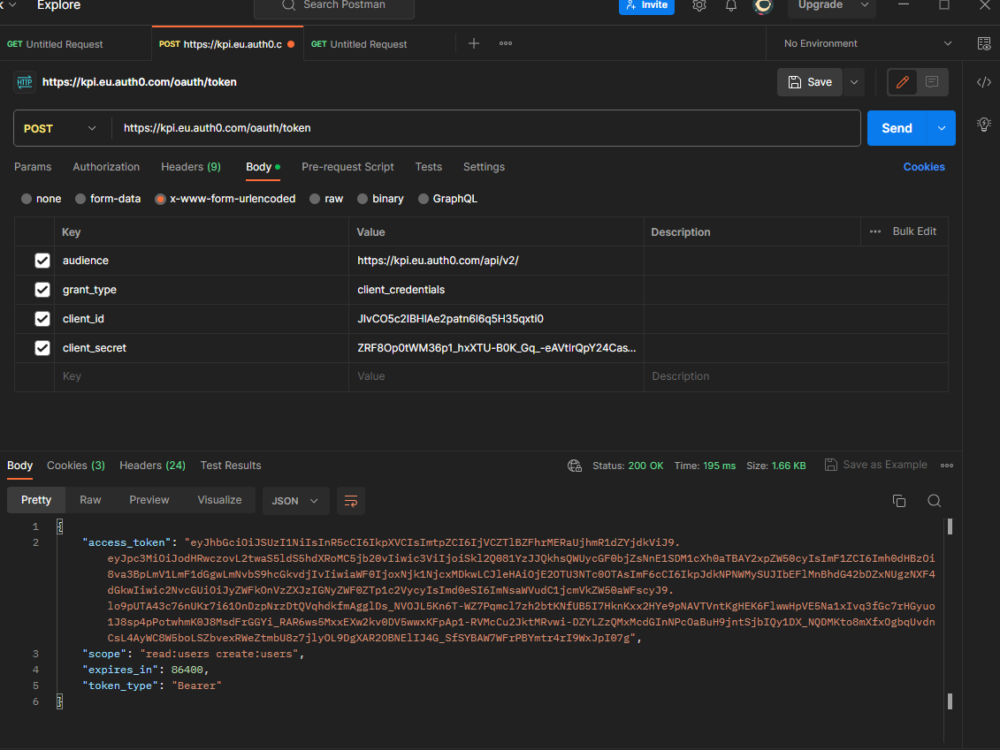 Explore
Search Postman
Invite
Upgrade
GET Untitled Request
POST https://kpi.eu.auth0.c
GET Untitled Request
No Environment
HTTP
https://kpi.eu.auth0.com/oauth/token
Save
POST
https://kpi.eu.auth0.com/oauth/token
Send
Params
Authorization
Headers (9)
Body
Pre-request Script
Tests
Settings
Cookies
none
form-data
x-www-form-urlencoded
raw
binary
GraphQL
Key
Value
Description
Bulk Edit
audience
https://kpi.eu.auth0.com/api/v2/
grant_type
client_credentials
client_id
JIvCO5c2IBHlAe2patn6l6q5H35qxti0
client_secret
ZRF8Op0tWM36p1_hxXTU-B0K_Gq_-eAVtIrQpY24Cas...
Key
Value
Description
Body
Cookies (3)
Headers (24)
Test Results
Status: 200 OK
Time: 195 ms
Size: 1.66 KB
Save as Example
Pretty
Raw
Preview
Visualize
JSON
1 {
2 "access_token": "eyJhbGciOiJSUzI1NiIsInR5cCI6IkpXVCIsImtpZCI6IjVCZTlBZFhrMERaUjhmR1dZYjdkViJ9.
eyJpc3MiOiJodHRwczovL2twaS5ldS5hdXRoMC5jb20vIiwic3ViIjoiSkl2Q081YzJJQkhsQWUycGF0bjZsNnE1SDM1cXh0aTBAY2xpZW50cyIsImF1ZCI6Imh0dHBzOi
8va3BpLmV1LmF1dGgwLmNvbS9hcGkvdjIvIiwiaWF0IjoxNjk1NjcxMDkwLCJleHAiOjE2OTU3NTc0OTAsImF6cCI6IkpJdkNPNWMySUJIbEFlMnBhdG42bDZxNUgzNXF4
dGkwIiwic2NvcGUiOiJyZWFkOnVzZXJzIGNyZWF0ZTp1c2VycyIsImd0eSI6ImNsaWVudC1jcmVkZW50aWFscyJ9.
lo9pUTA43c76nUKr7i61OnDzpNrzDtQVqhdkfmAgglDs_NVOJL5Kn6T-WZ7Pqmcl7zh2btKNfUB5I7HknKxx2HYe9pNAVTVntKgHEK6FlwwHpVE5Na1xIvq3fGc7rHGyuo
1J8sp4pPotwhmK0J8MsdFrGGYi_RAR6ws5MxxEXw2kv0DV5wwxKFpAp1-RVMcCu2JktMRvwi-DZYLZzQMxMcdGInNPcOaBuH9jntSjbIQy1DX_NQDMKto8mXfxOgbqUvdn
CsL4AyWC8W5boLSZbvexRWeZtmbU8z7jlyOL9DgXAR2OBNElIJ4G_SfSYBAW7WFrPBYmtr4rI9WxJpI07g",
3 "scope": "read:users create:users",
4 "expires_in": 86400,
5 "token_type": "Bearer"
6 }